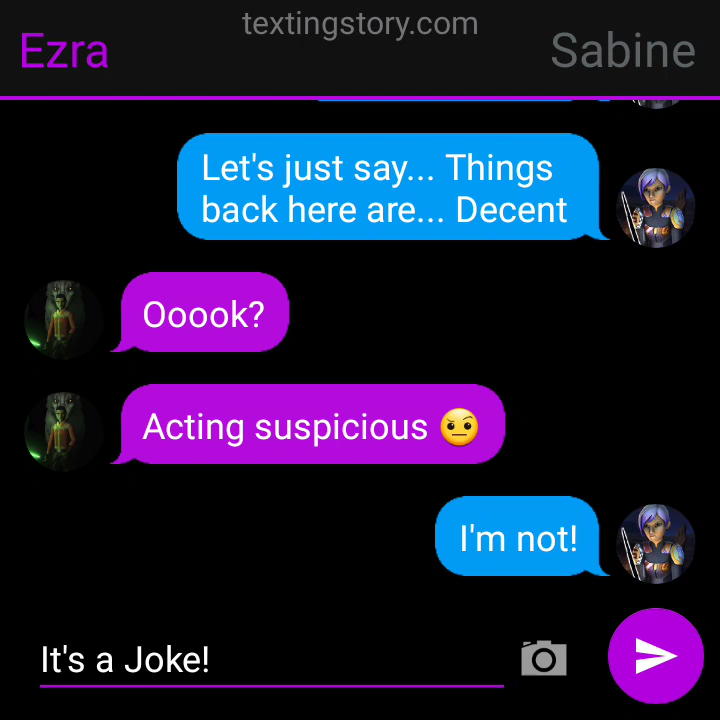 textingstory.com
Ezra
Sabine
Let's just say... Things
back here are... Decent
Ooook?
Acting suspicious 🤨
I'm not!
It's a Joke!